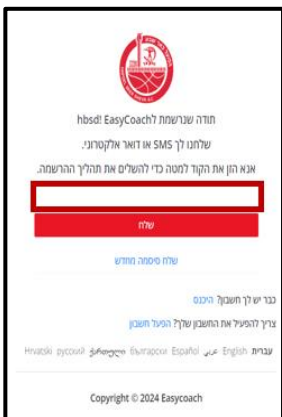 תודה שנרשמת לhbsd! EasyCoach
שלחנו לך SMS או דואר אלקטרוני.
אנא הזן את הקוד למטה כדי להשלים את תהליך ההרשמה.
שלח
שלח סיסמה מחדש
כבר יש לך חשבון? היכנס
צריך להפעיל את החשבון שלך? הפעל חשבון
עברית English عربي Español български ქართული русский Hrvatski
Copyright © 2024 Easycoach